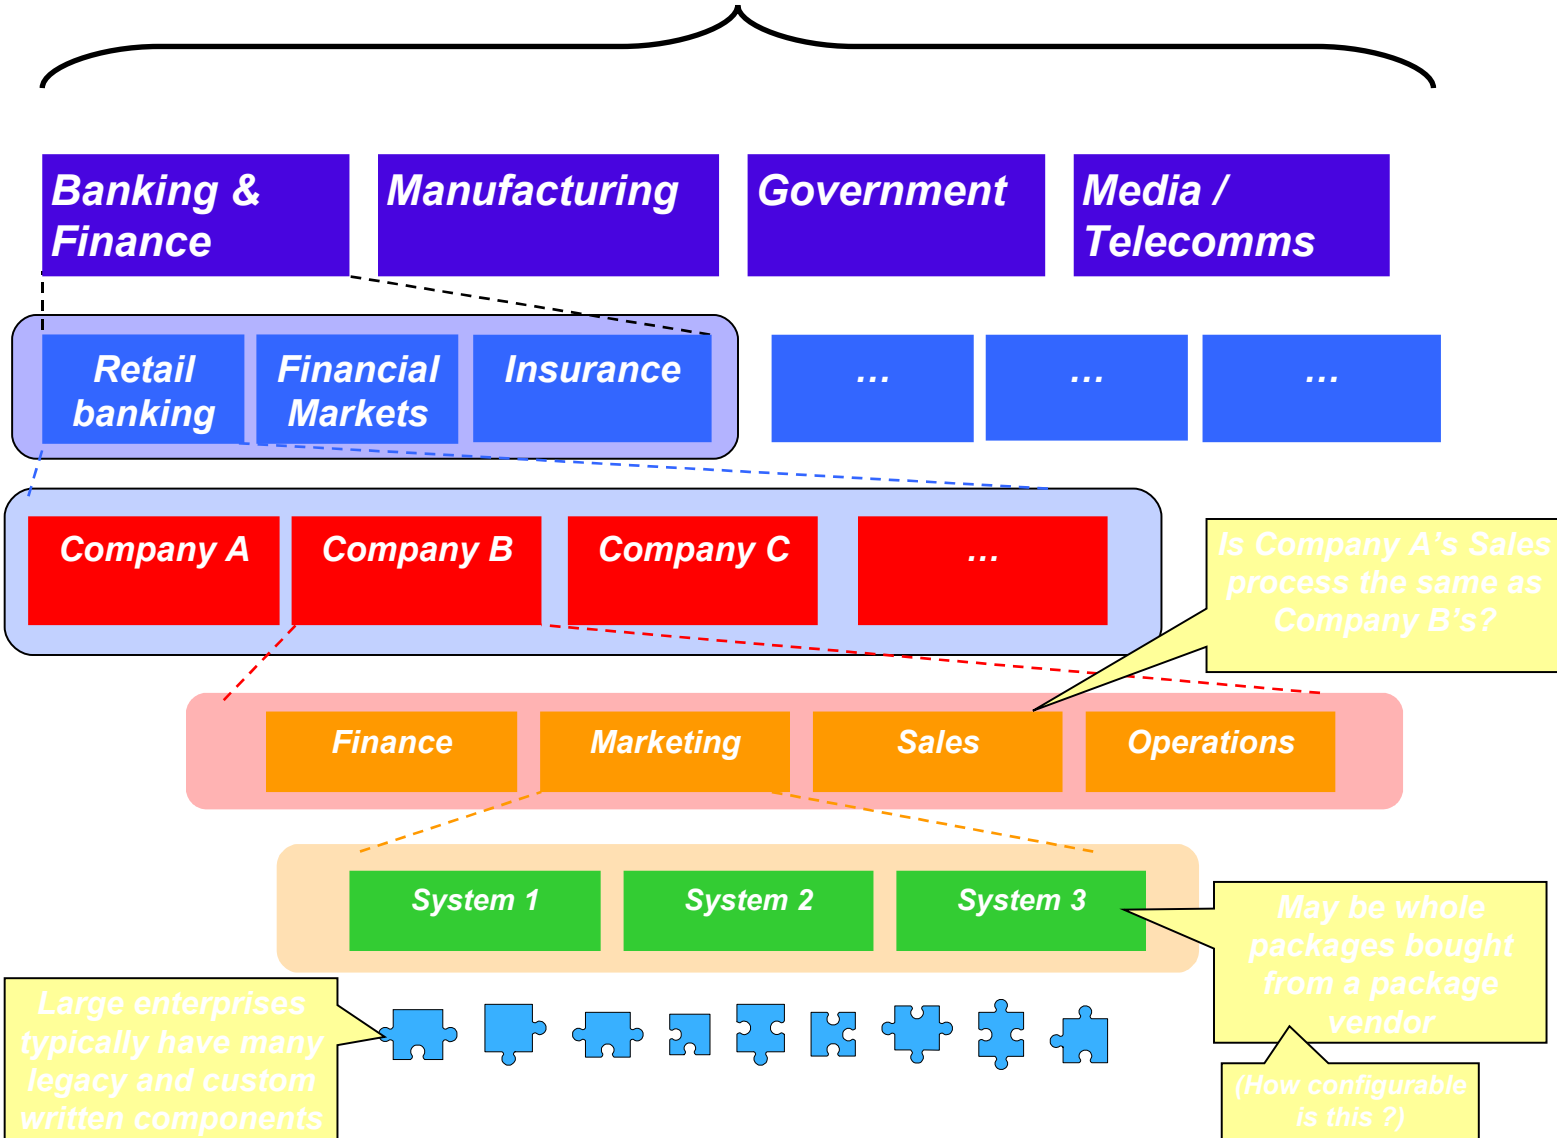 Banking &
Finance
Manufacturing
Government
Media /
Telecomms
Retail
banking
Financial
Markets
Insurance
...
...
...
Company A
Company B
Company C
...
Is Company A's Sales
process the same as
Company B's?
Finance
Marketing
Sales
Operations
System 1
System 2
System 3
May be whole
packages bought
from a package
vendor
Large enterprises
typically have many
legacy and custom
written components
(How configurable
is this ?)